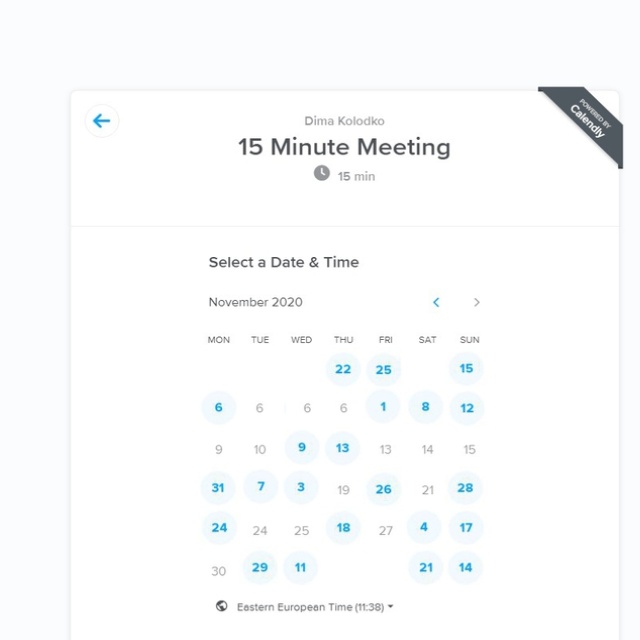 POWERED BY
Calendly
Dima Kolodko
15 Minute Meeting
15 min
Select a Date & Time
November 2020
MON TUE WED THU FRI SAT SUN
22 25 15
6 6 6 6 1 8 12
9 10 9 13 13 14 15
31 7 3 19 26 21 28
24 24 25 18 27 4 17
30 29 11 21 14
Eastern European Time (11:38)